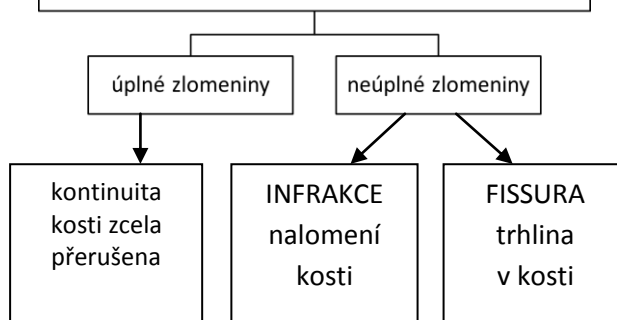 úplné zlomeniny
neúplné zlomeniny
kontinuita
kosti zcela
přerušena
INFRAKCE
nalomení
kosti
FISSURA
trhlina
v kosti